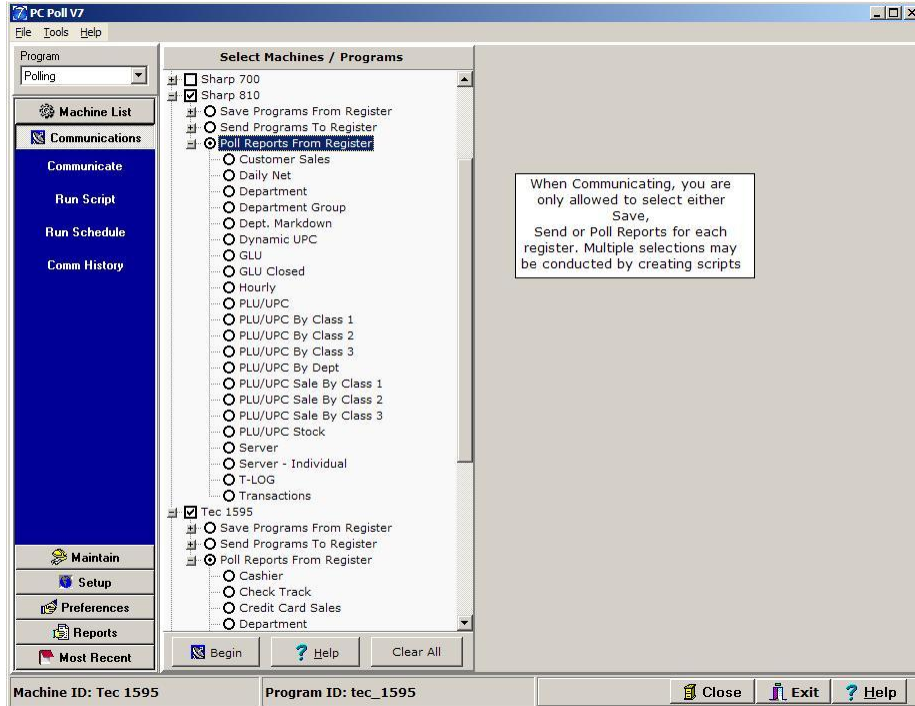 PC Poll V7
File Tools Help
Program
Polling
Machine List
Communications
Communicate
Run Script
Run Schedule
Comm History
Maintain
Setup
Preferences
Reports
Most Recent
Select Machines / Programs
Sharp 700
Sharp 810
Save Programs From Register
Send Programs To Register
Poll Reports From Register
Customer Sales
Daily Net
Department
Department Group
Dept. Markdown
Dynamic UPC
GLU
GLU Closed
Hourly
PLU/UPC
PLU/UPC By Class 1
PLU/UPC By Class 2
PLU/UPC By Class 3
PLU/UPC By Dept
PLU/UPC Sale By Class 1
PLU/UPC Sale By Class 2
PLU/UPC Sale By Class 3
PLU/UPC Stock
Server
Server - Individual
T-LOG
Transactions
Tec 1595
Save Programs From Register
Send Programs To Register
Poll Reports From Register
Cashier
Check Track
Credit Card Sales
Department
Begin
Help
Clear All
When Communicating, you are
only allowed to select either
Save,
Send or Poll Reports for each
register. Multiple selections may
be conducted by creating scripts
Machine ID: Tec 1595
Program ID: tec_1595
Close
Exit
Help